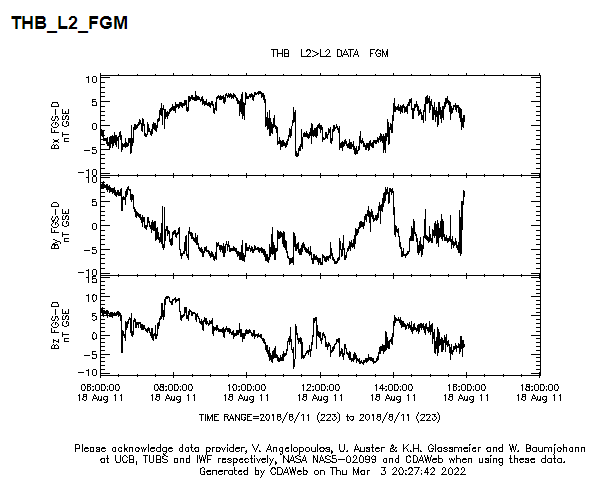 THB_L2_FGM
THB L2>L2 DATA FGM
10
5
0
-5
-10
Bx FGS-D
nT GSE
10
5
0
-5
-10
By FGS-D
nT GSE
15
10
5
0
-5
-10
Bz FGS-D
nT GSE
06:00:00 08:00:00 10:00:00 12:00:00 14:00:00 16:00:00 18:00:00
18 Aug 11 18 Aug 11 18 Aug 11 18 Aug 11 18 Aug 11 18 Aug 11 18 Aug 11
TIME RANGE=2018/8/11 (223) to 2018/8/11 (223)
Please acknowledge data provider, V. Angelopoulos, U. Auster & K.H. Glassmeier and W. Baumjohann
at UCB, TUBS and IWF respectively, NASA NAS5-02099 and CDAWeb when using these data.
Generated by CDAWeb on Thu Mar 3 20:27:42 2022